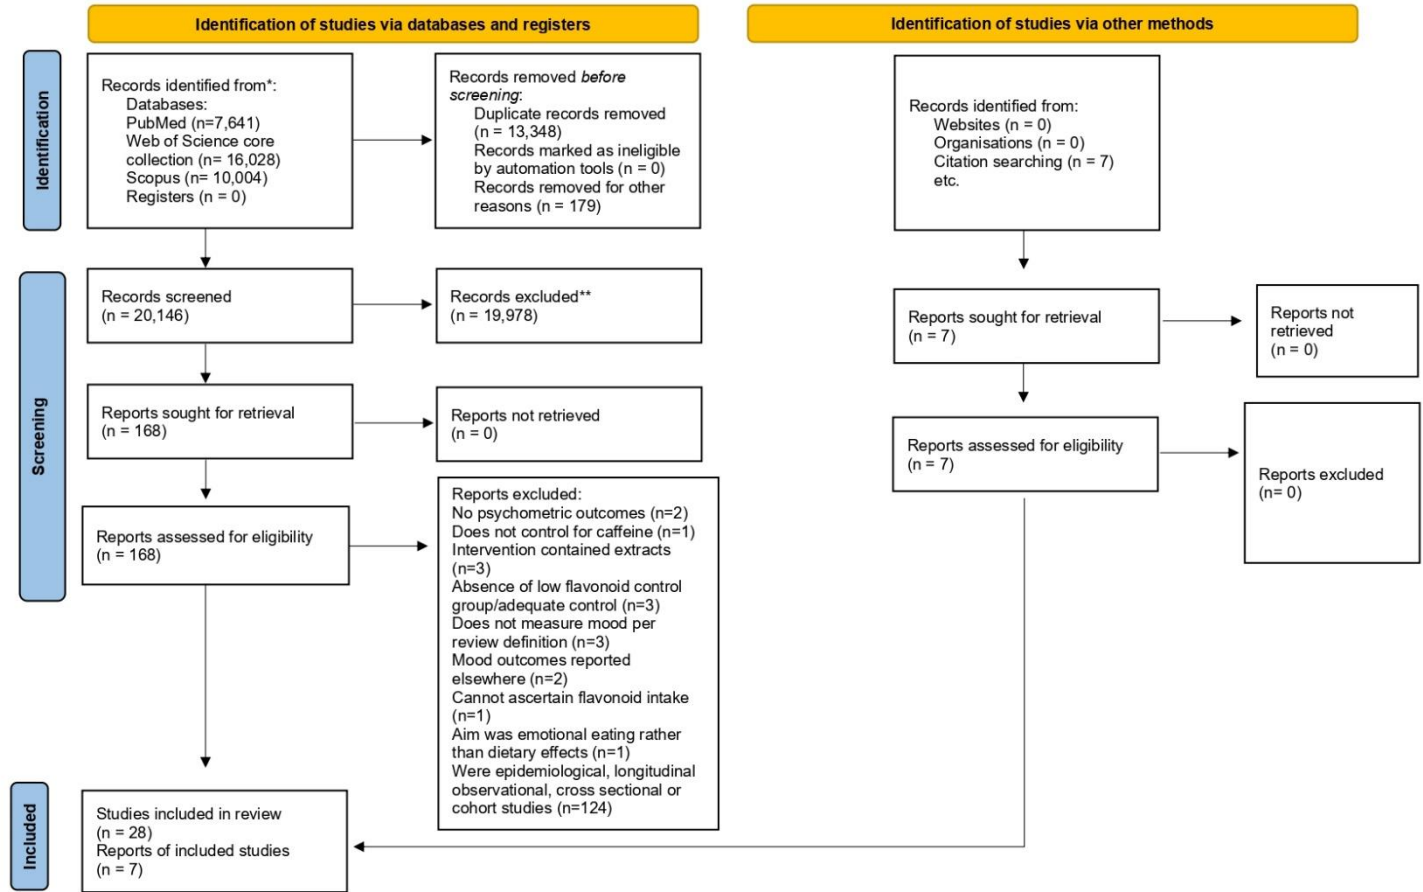 Identification of studies via databases and registers
Identification of studies via other methods
Identification
Records identified from*:
Databases:
PubMed (n=7,641)
Web of Science core
collection (n= 16,028)
Scopus (n= 10,004)
Registers (n = 0)
Records removed before
screening:
Duplicate records removed
(n = 13,348)
Records marked as ineligible
by automation tools (n = 0)
Records removed for other
reasons (n = 179)
Records identified from:
Websites (n = 0)
Organisations (n = 0)
Citation searching (n = 7)
etc.
Screening
Records screened
(n = 20,146)
Records excluded**
(n = 19,978)
Reports sought for retrieval
(n = 7)
Reports not
retrieved
(n = 0)
Reports sought for retrieval
(n = 168)
Reports not retrieved
(n = 0)
Reports assessed for eligibility
(n = 7)
Reports excluded
(n= 0)
Reports assessed for eligibility
(n = 168)
Reports excluded:
No psychometric outcomes (n=2)
Does not control for caffeine (n=1)
Intervention contained extracts
(n=3)
Absence of low flavonoid control
group/adequate control (n=3)
Does not measure mood per
review definition (n=3)
Mood outcomes reported
elsewhere (n=2)
Cannot ascertain flavonoid intake
(n=1)
Aim was emotional eating rather
than dietary effects (n=1)
Were epidemiological, longitudinal
observational, cross sectional or
cohort studies (n=124)
Included
Studies included in review
(n = 28)
Reports of included studies
(n = 7)